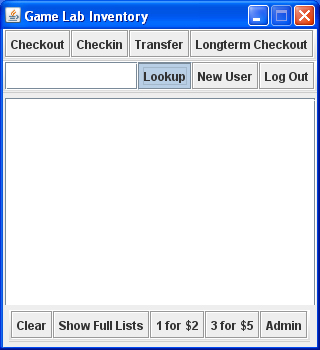 Game Lab Inventory
Checkout Checkin Transfer Longterm Checkout
Lookup New User Log Out
Clear Show Full Lists 1 for $2 3 for $5 Admin